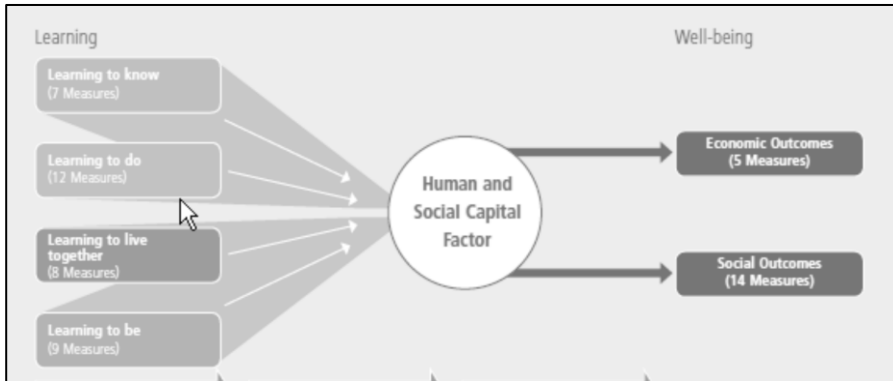 Learning
Well-being
Learning to know
(7 Measures)
Learning to do
(12 Measures)
Learning to live
together
(8 Measures)
Learning to be
(9 Measures)
Human and
Social Capital
Factor
Economic Outcomes
(5 Measures)
Social Outcomes
(14 Measures)